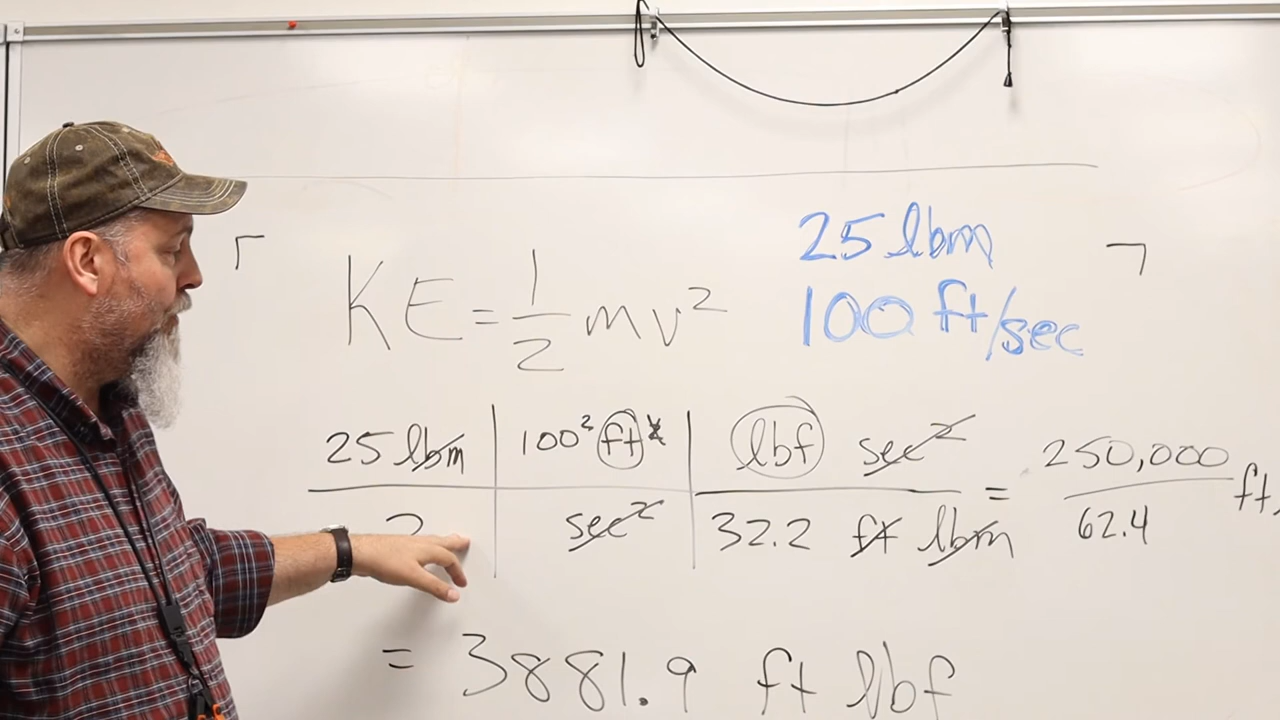 25 lbm
KE = 1/2 mv²
100 ft/sec
25 lbm | 100² ft² | lbf sec² = 250,000 ft
2 | sec² | 32.2 ft lbm 62.4
= 3881.9 ft lbf